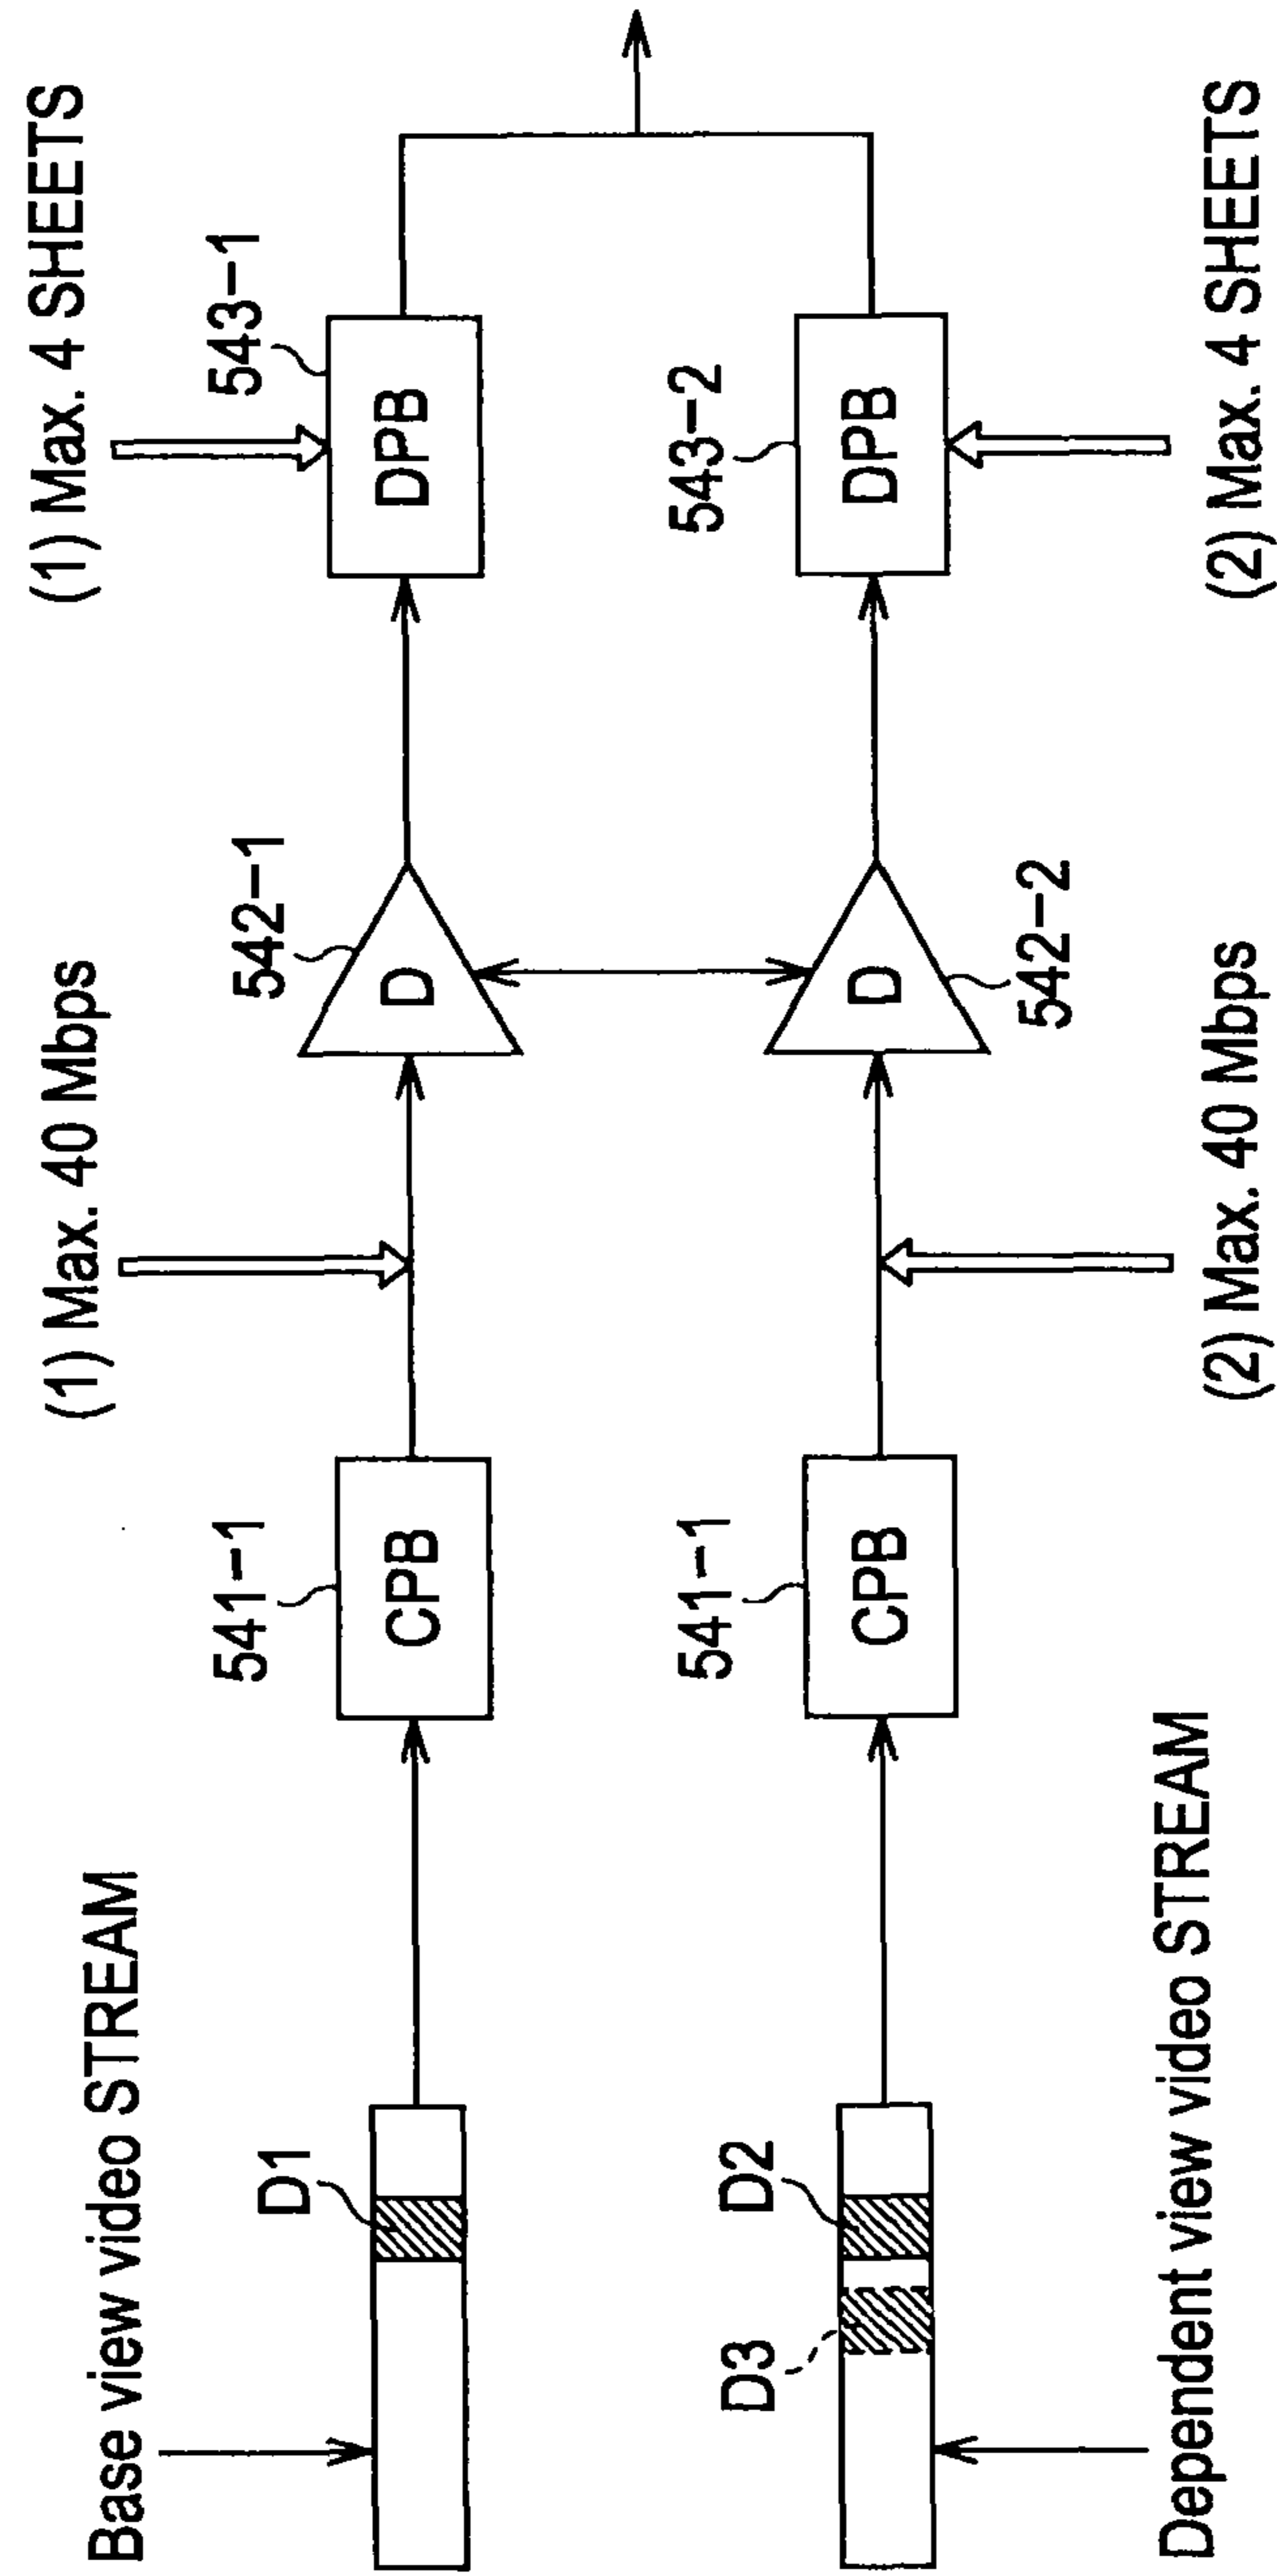 Base view video STREAM
(1) Max. 40 Mbps
(1) Max. 4 SHEETS
D1
541-1
542-1
543-1
CPB
D
DPB
D2
D3
541-1
543-2
CPB
D
DPB
542-2
Dependent view video STREAM
(2) Max. 40 Mbps
(2) Max. 4 SHEETS